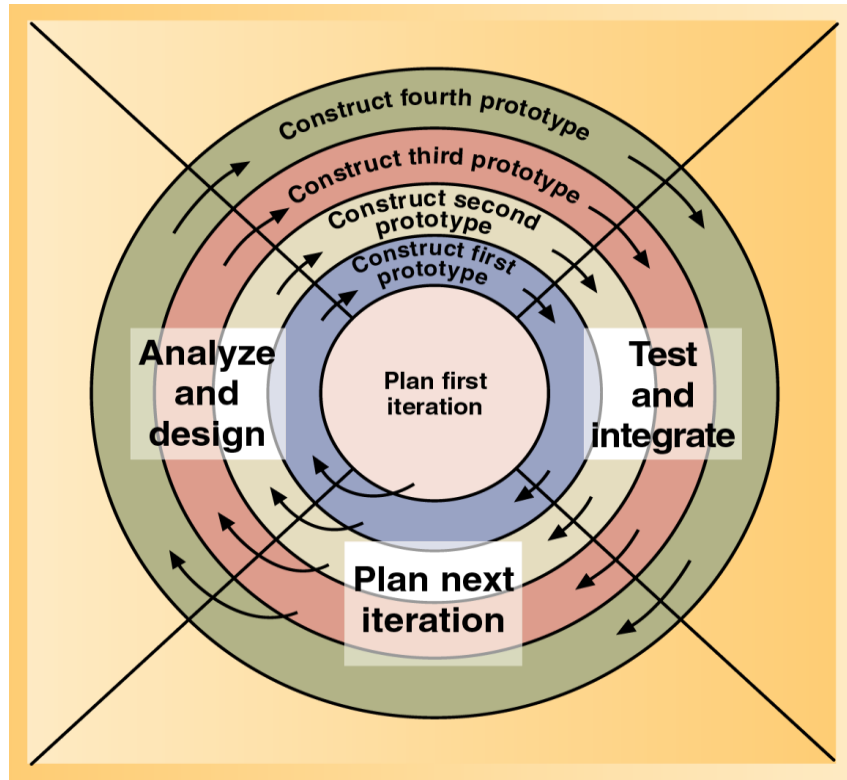 Construct fourth prototype
Construct third prototype
Construct second
prototype
Construct first
prototype
Plan first
iteration
Analyze
and
design
Test
and
integrate
Plan next
iteration